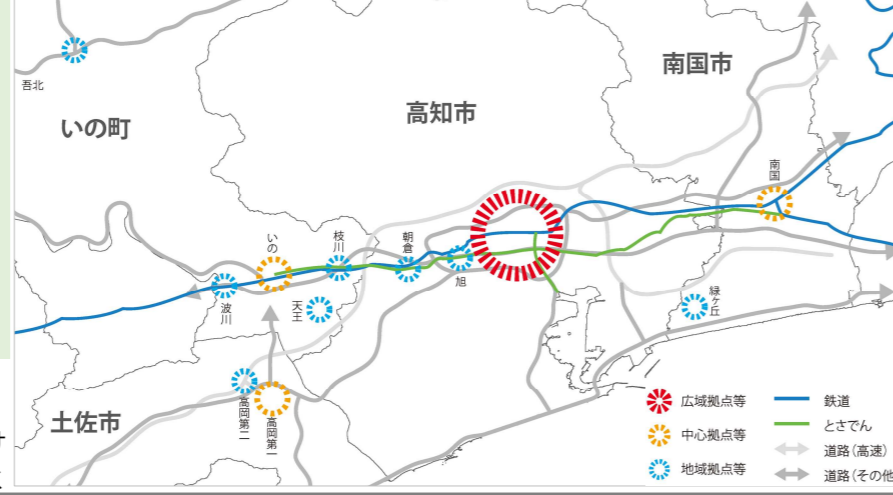 南国市
吾北
高知市
いの町
南国
いの
枝川
朝倉
旭
波川
天王
緑ヶ丘
高岡第二
高岡第一
土佐市
広域拠点等
中心拠点等
地域拠点等
鉄道
とさでん
道路（高速）
道路（その他